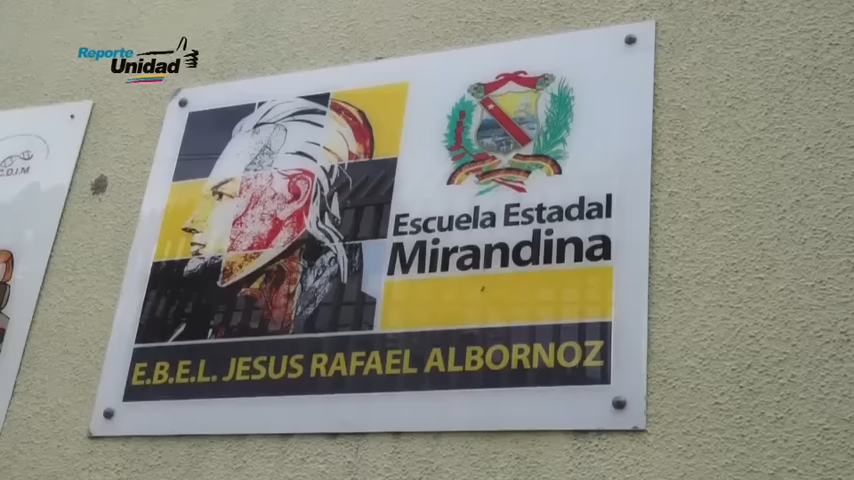 Reporte
Unidad
C.O.I.M
Escuela Estadal
Mirandina
E.B.E.L. JESUS RAFAEL ALBORNOZ